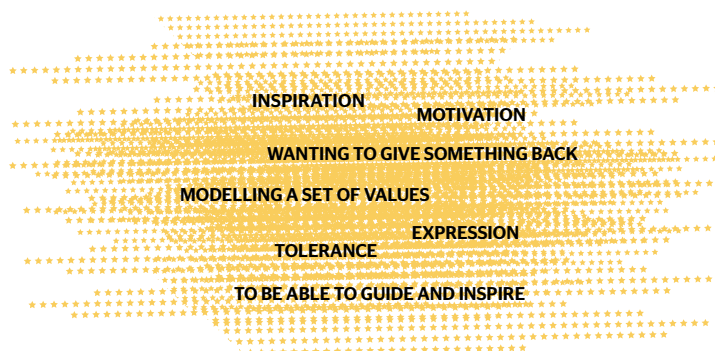 INSPIRATION
MOTIVATION
WANTING TO GIVE SOMETHING BACK
MODELLING A SET OF VALUES
EXPRESSION
TOLERANCE
TO BE ABLE TO GUIDE AND INSPIRE